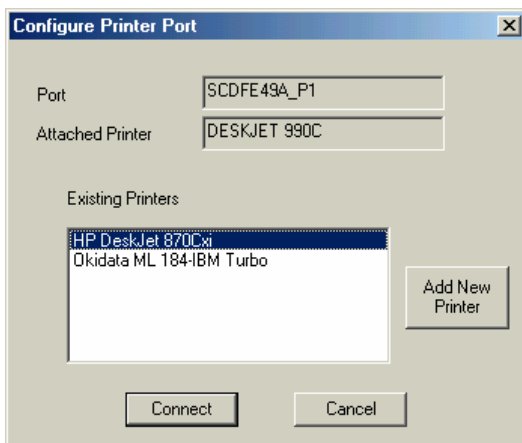 Configure Printer Port
Port
SCDFE49A_P1
Attached Printer
DESKJET 990C
Existing Printers
HP DeskJet 870Cxi
Okidata ML 184-IBM Turbo
Add New
Printer
Connect
Cancel